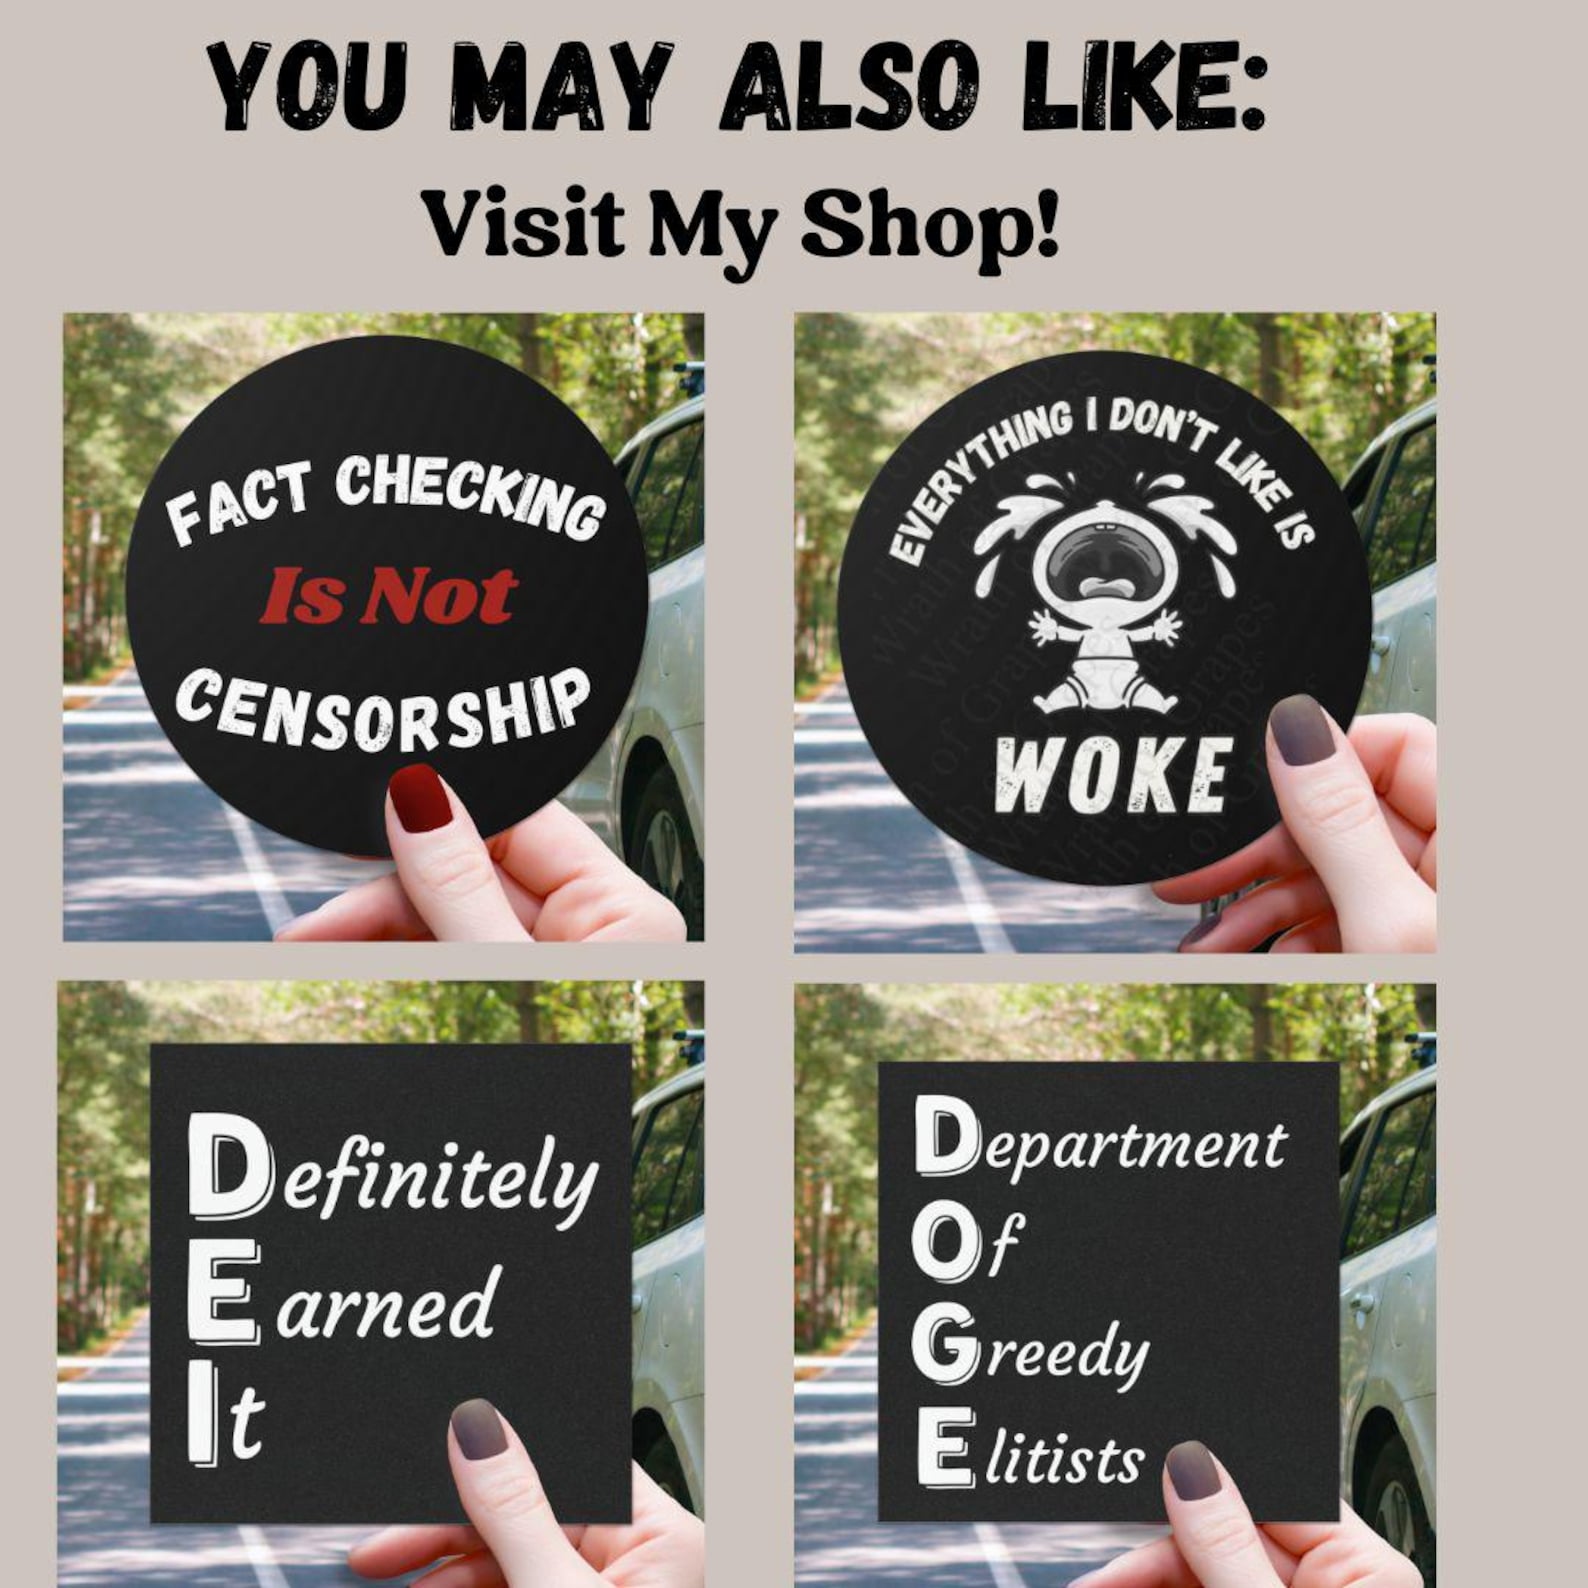 YOU MAY ALSO LIKE:
Visit My Shop!
FACT CHECKING
Is Not
CENSORSHIP
EVERYTHING I DON'T LIKE IS
WOKE
Definitely
Earned
It
Department
Of
Greedy
Elitists